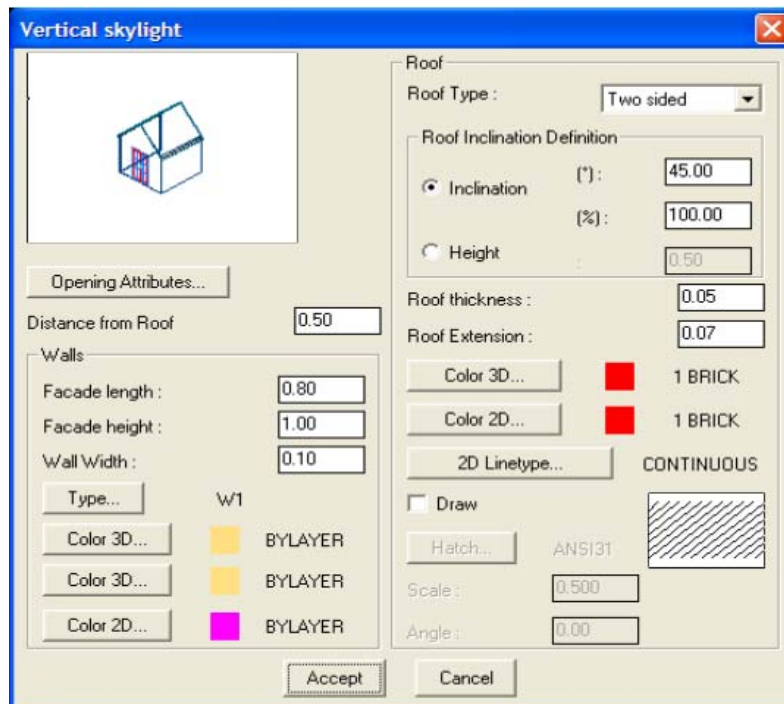 Vertical skylight
Opening Attributes...
Distance from Roof 0.50
Walls
Facade length : 0.80
Facade height : 1.00
Wall Width : 0.10
Type... W1
Color 3D... BYLAYER
Color 3D... BYLAYER
Color 2D... BYLAYER
Roof
Roof Type : Two sided
Roof Inclination Definition
Inclination (°) : 45.00
(%) : 100.00
Height : 0.50
Roof thickness : 0.05
Roof Extension : 0.07
Color 3D... 1 BRICK
Color 2D... 1 BRICK
2D Linetype... CONTINUOUS
Draw
Hatch... ANSI31
Scale : 0.500
Angle : 0.00
Accept Cancel